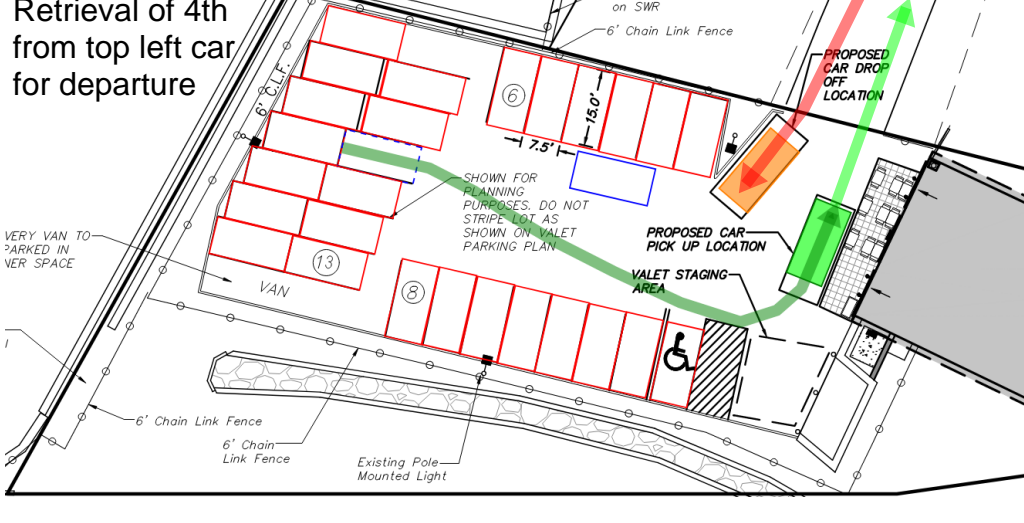 Retrieval of 4th
from top left car
for departure
on SWR
6' Chain Link Fence
PROPOSED
CAR DROP
OFF
LOCATION
6' C.L.F.
6
15.0'
7.5'
SHOWN FOR
PLANNING
PURPOSES. DO NOT
STRIPE LOT AS
SHOWN ON VALET
PARKING PLAN
PROPOSED CAR
PICK UP LOCATION
VERY VAN TO
PARKED IN
NER SPACE
13
VAN
8
VALET STAGING
AREA
6' Chain Link Fence
6' Chain
Link Fence
Existing Pole
Mounted Light